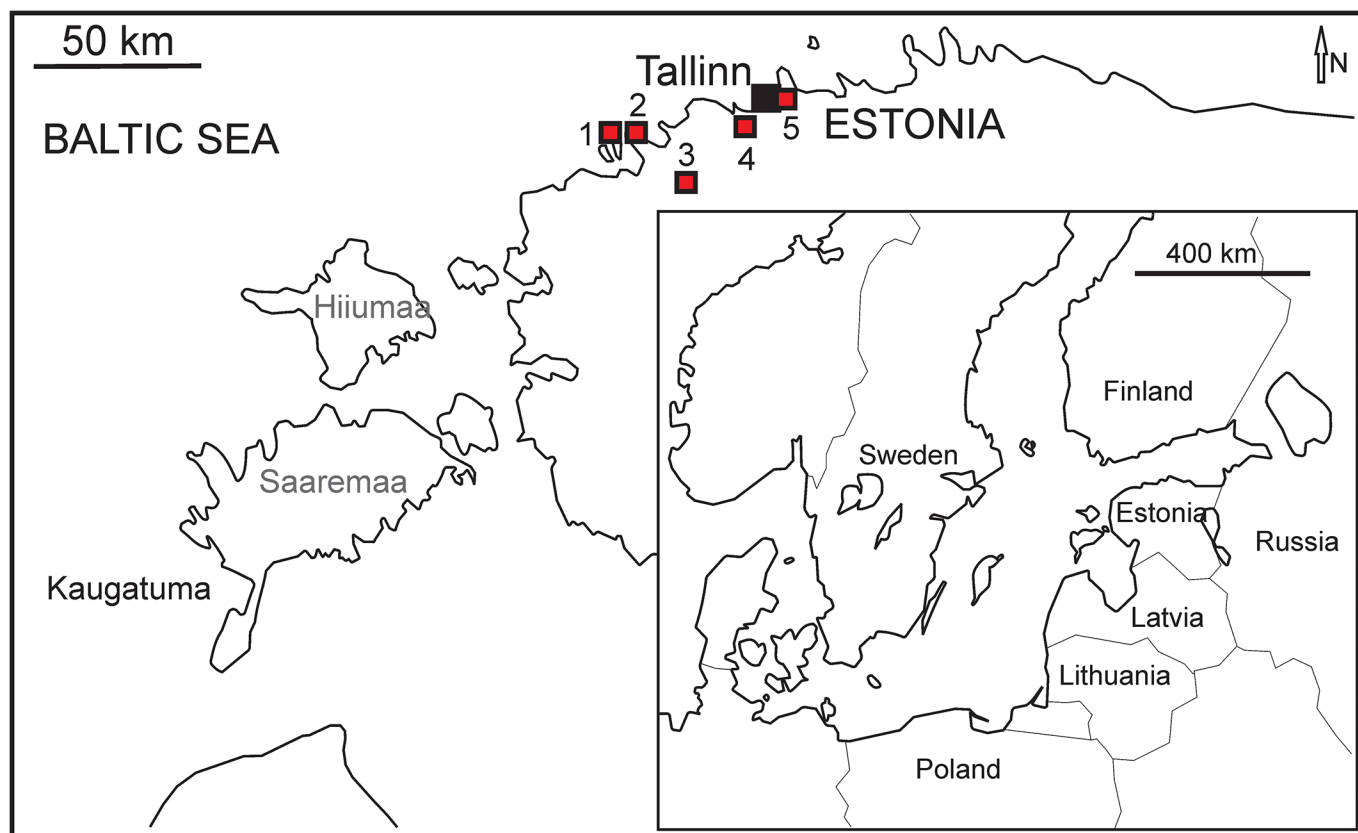 50 km
N
Tallinn
BALTIC SEA
1
2
3
4
5
ESTONIA
Hiiumaa
Saaremaa
Kaugatuma
400 km
Finland
Sweden
Estonia
Russia
Latvia
Lithuania
Poland